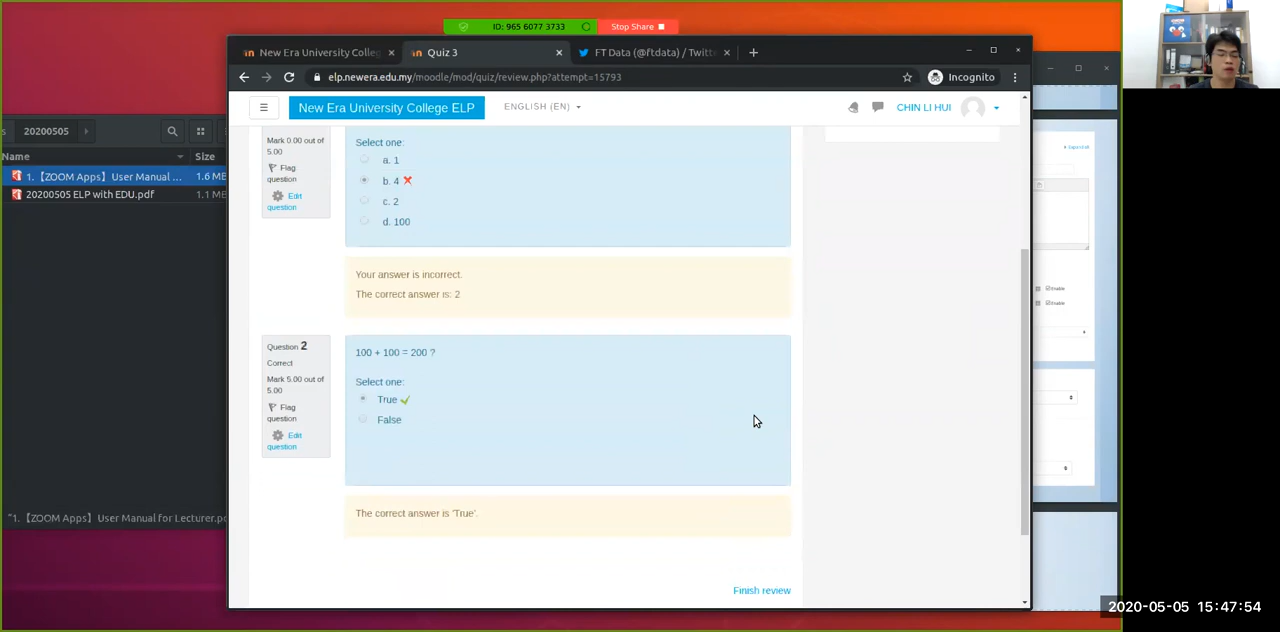 ID: 965 6077 3733
Stop Share
New Era University Colleg
Quiz 3
FT Data (@ftdata) / Twitt
elp.newera.edu.my/moodle/mod/quiz/review.php?attempt=15793
Incognito
New Era University College ELP
ENGLISH (EN)
CHIN LI HUI
20200505
Name
Size
1.【ZOOM Apps】User Manual ...
1.6 MB
20200505 ELP with EDU.pdf
1.1 MB
"1.【ZOOM Apps】User Manual for Lecturer.pd
Mark 0.00 out of
5.00
Flag
question
Edit
question
Select one:
a. 1
b. 4
c. 2
d. 100
Your answer is incorrect.
The correct answer is: 2
Question 2
Correct
Mark 5.00 out of
5.00
Flag
question
Edit
question
100 + 100 = 200 ?
Select one:
True
False
The correct answer is 'True'.
Finish review
Enable
Enable
2020-05-05 15:47:54